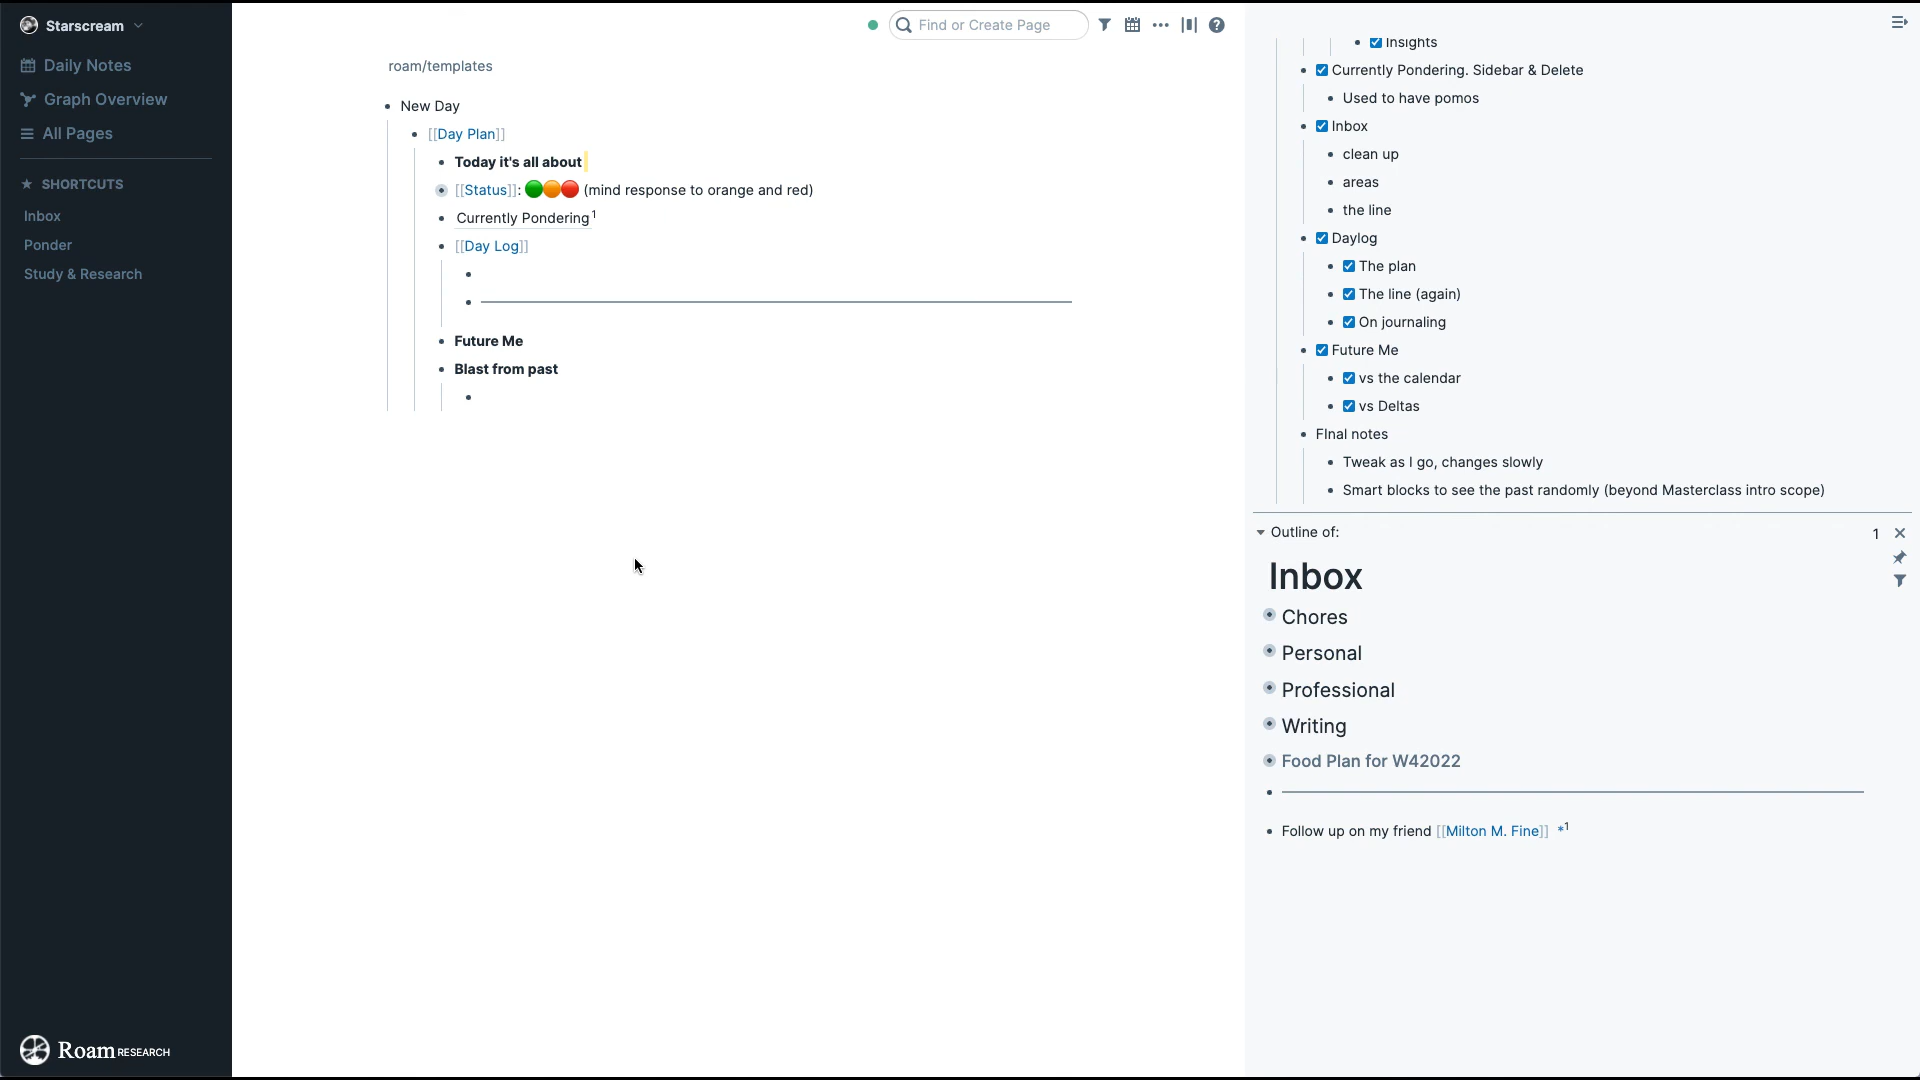 Starscream
Daily Notes
Graph Overview
All Pages
SHORTCUTS
Inbox
Ponder
Study & Research
Roam RESEARCH
Find or Create Page
roam/templates
New Day
[[Day Plan]]
Today it's all about
[[Status]]: 🟢🟠🔴 (mind response to orange and red)
Currently Pondering 1
[[Day Log]]
Future Me
Blast from past
Insights
Currently Pondering. Sidebar & Delete
Used to have pomos
Inbox
clean up
areas
the line
Daylog
The plan
The line (again)
On journaling
Future Me
vs the calendar
vs Deltas
FInal notes
Tweak as I go, changes slowly
Smart blocks to see the past randomly (beyond Masterclass intro scope)
Outline of: 1
Inbox
Chores
Personal
Professional
Writing
Food Plan for W42022
Follow up on my friend [[Milton M. Fine]] *1